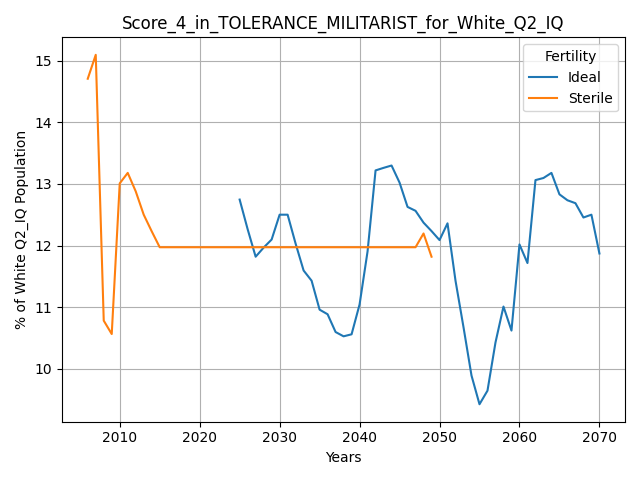 Score_4_in_TOLERANCE_MILITARIST_for_White_Q2_IQ
Fertility
Ideal
Sterile
% of White Q2_IQ Population
15
14
13
12
11
10
2010 2020 2030 2040 2050 2060 2070
Years